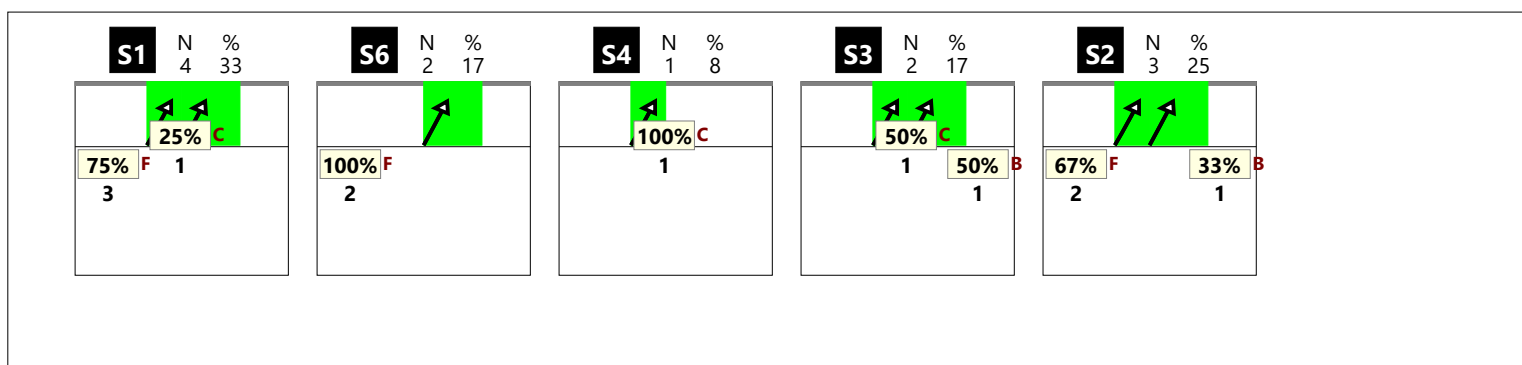 S1 N % 4 33
25% C
75% F 1
3
S6 N % 2 17
100% F
2
S4 N % 1 8
100% C
1
S3 N % 2 17
50% C
1 50% B
1
S2 N % 3 25
67% F 33% B
2 1